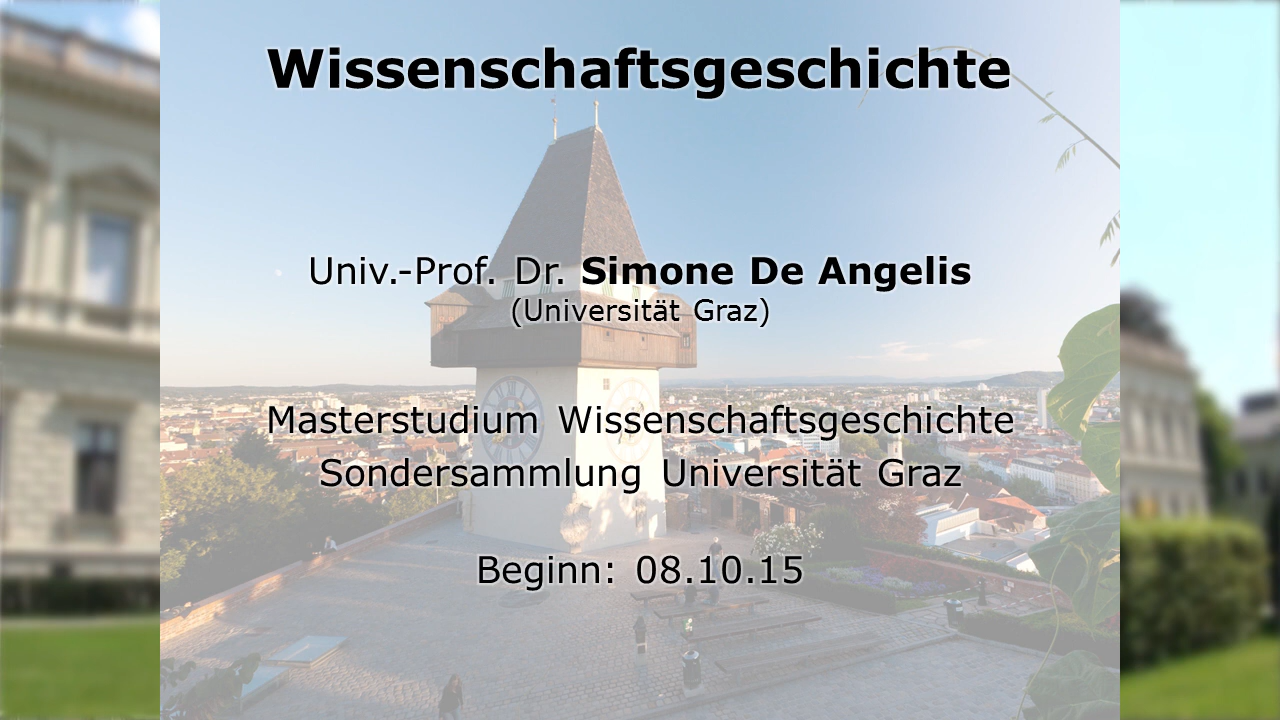 Wissenschaftsgeschichte
Univ.-Prof. Dr. Simone De Angelis
(Universität Graz)
Masterstudium Wissenschaftsgeschichte
Sondersammlung Universität Graz
Beginn: 08.10.15